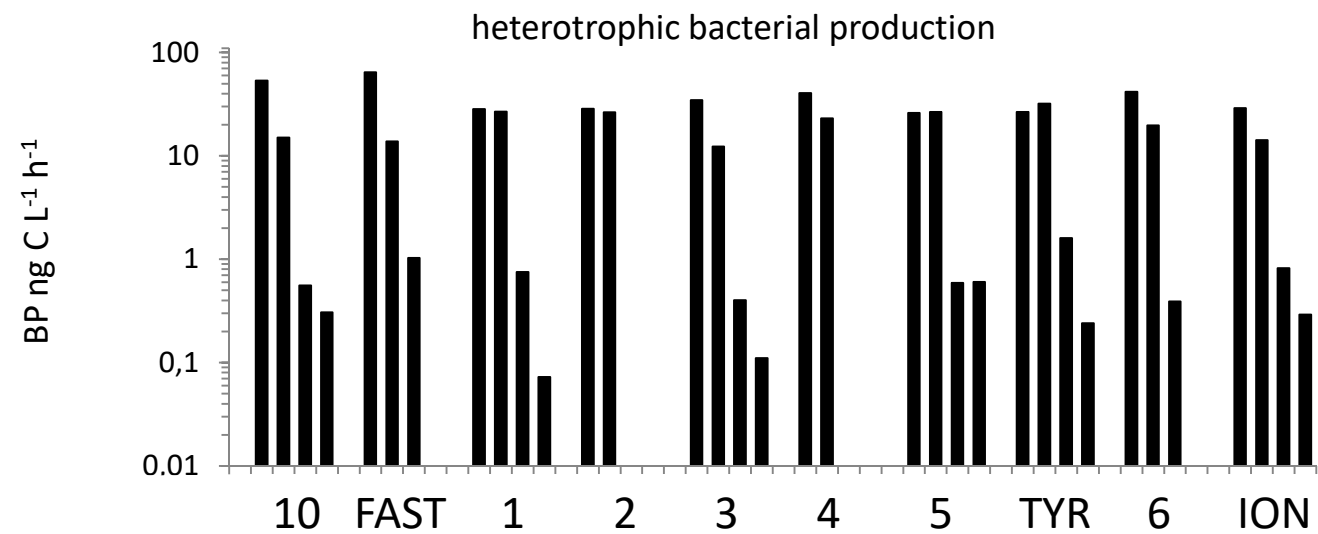 heterotrophic bacterial production
BP ng C L-1 h-1
100
10
1
0,1
0.01
10 FAST 1 2 3 4 5 TYR 6 ION